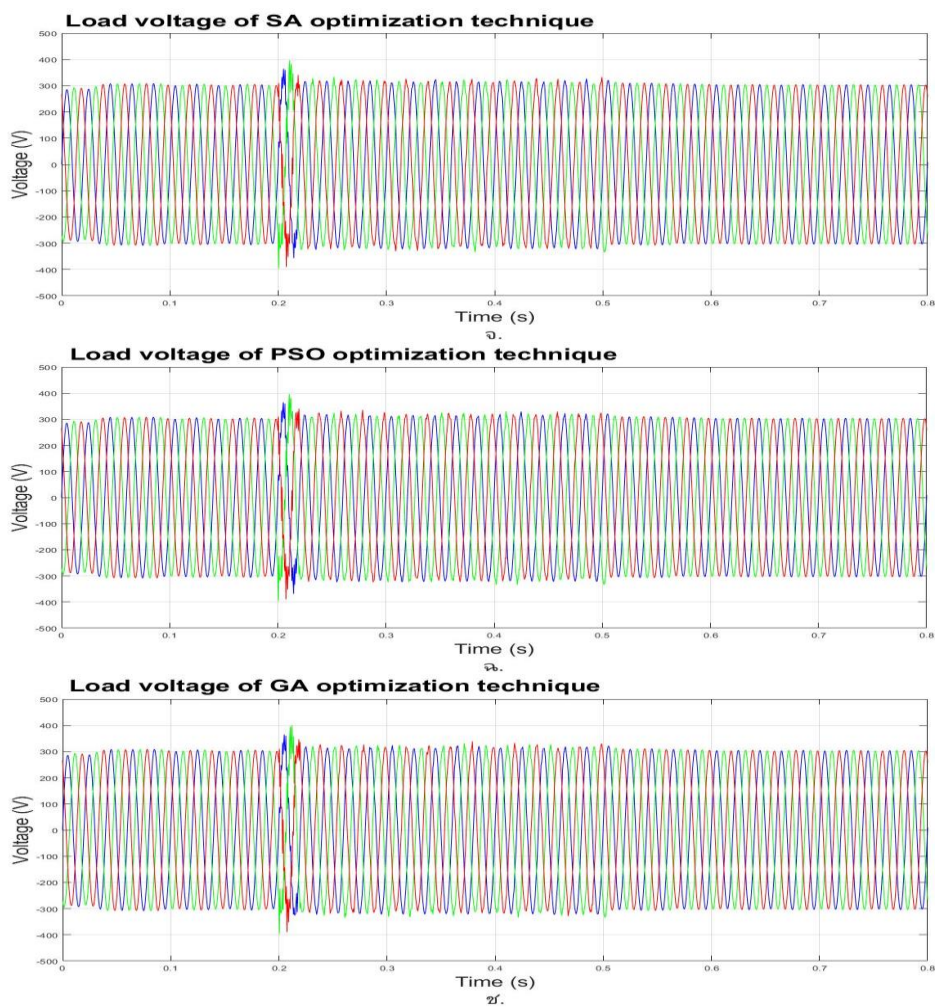 Load voltage of SA optimization technique
500
400
300
200
100
0
-100
-200
-300
-400
-500
Voltage (V)
0 0.1 0.2 0.3 0.4 0.5 0.6 0.7 0.8
Time (s)
จ.
Load voltage of PSO optimization technique
500
400
300
200
100
0
-100
-200
-300
-400
-500
Voltage (V)
0 0.1 0.2 0.3 0.4 0.5 0.6 0.7 0.8
Time (s)
ฉ.
Load voltage of GA optimization technique
500
400
300
200
100
0
-100
-200
-300
-400
-500
Voltage (V)
0 0.1 0.2 0.3 0.4 0.5 0.6 0.7 0.8
Time (s)
ช.